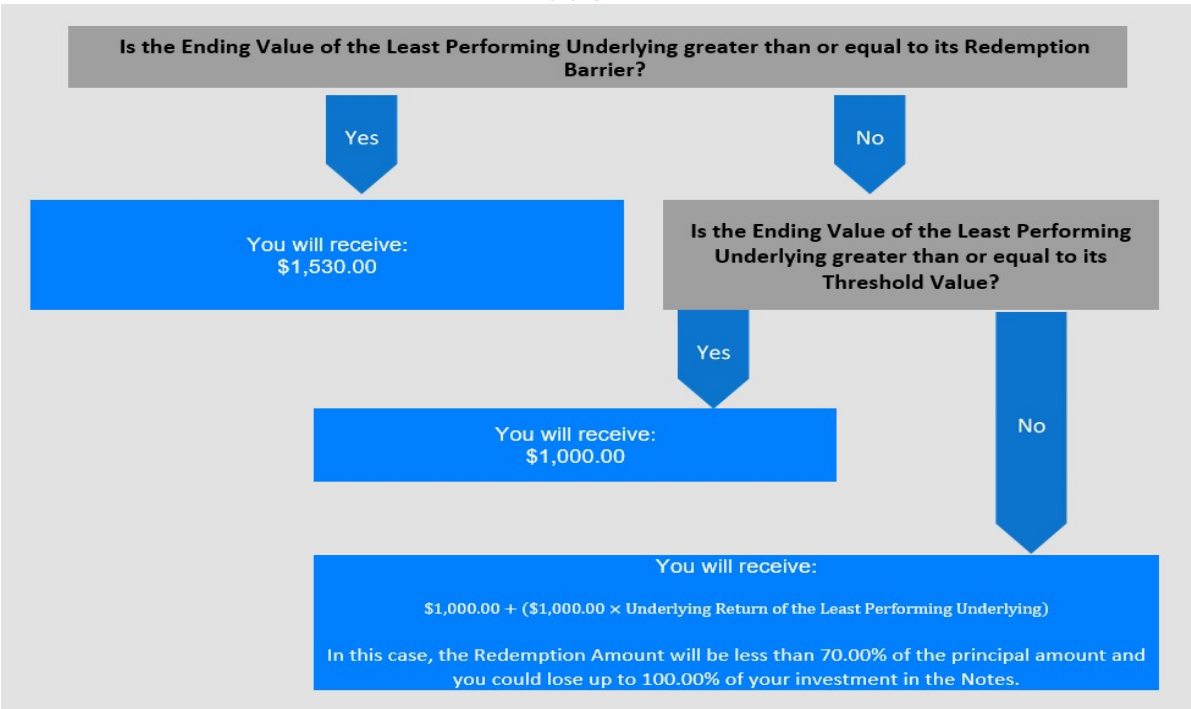 Is the Ending Value of the Least Performing Underlying greater than or equal to its Redemption
Barrier?
Yes
No
You will receive:
$1,530.00
Is the Ending Value of the Least Performing
Underlying greater than or equal to its
Threshold Value?
Yes
No
You will receive:
$1,000.00
You will receive:
$1,000.00 + ($1,000.00 × Underlying Return of the Least Performing Underlying)
In this case, the Redemption Amount will be less than 70.00% of the principal amount and
you could lose up to 100.00% of your investment in the Notes.